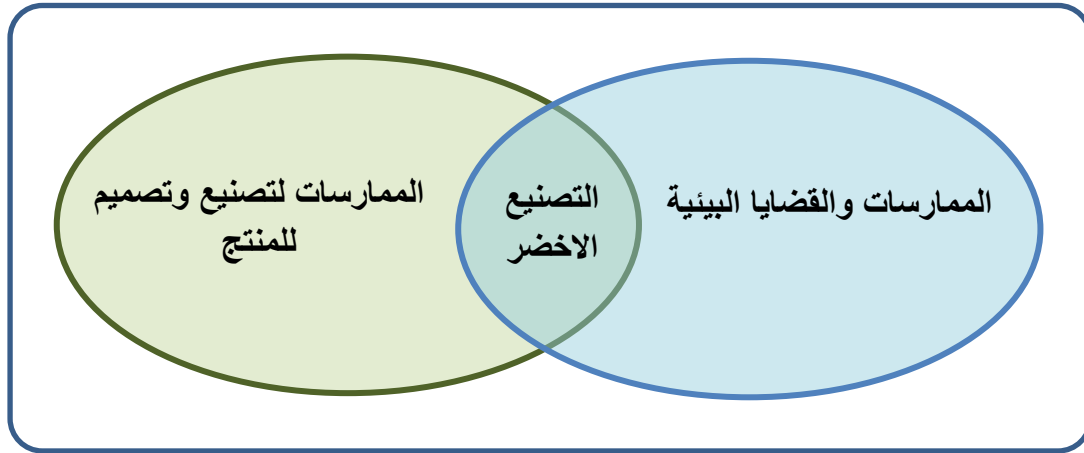 الممارسات والقضايا البيئية
التصنيع
الاخضر
الممارسات لتصنيع وتصميم
للمنتج